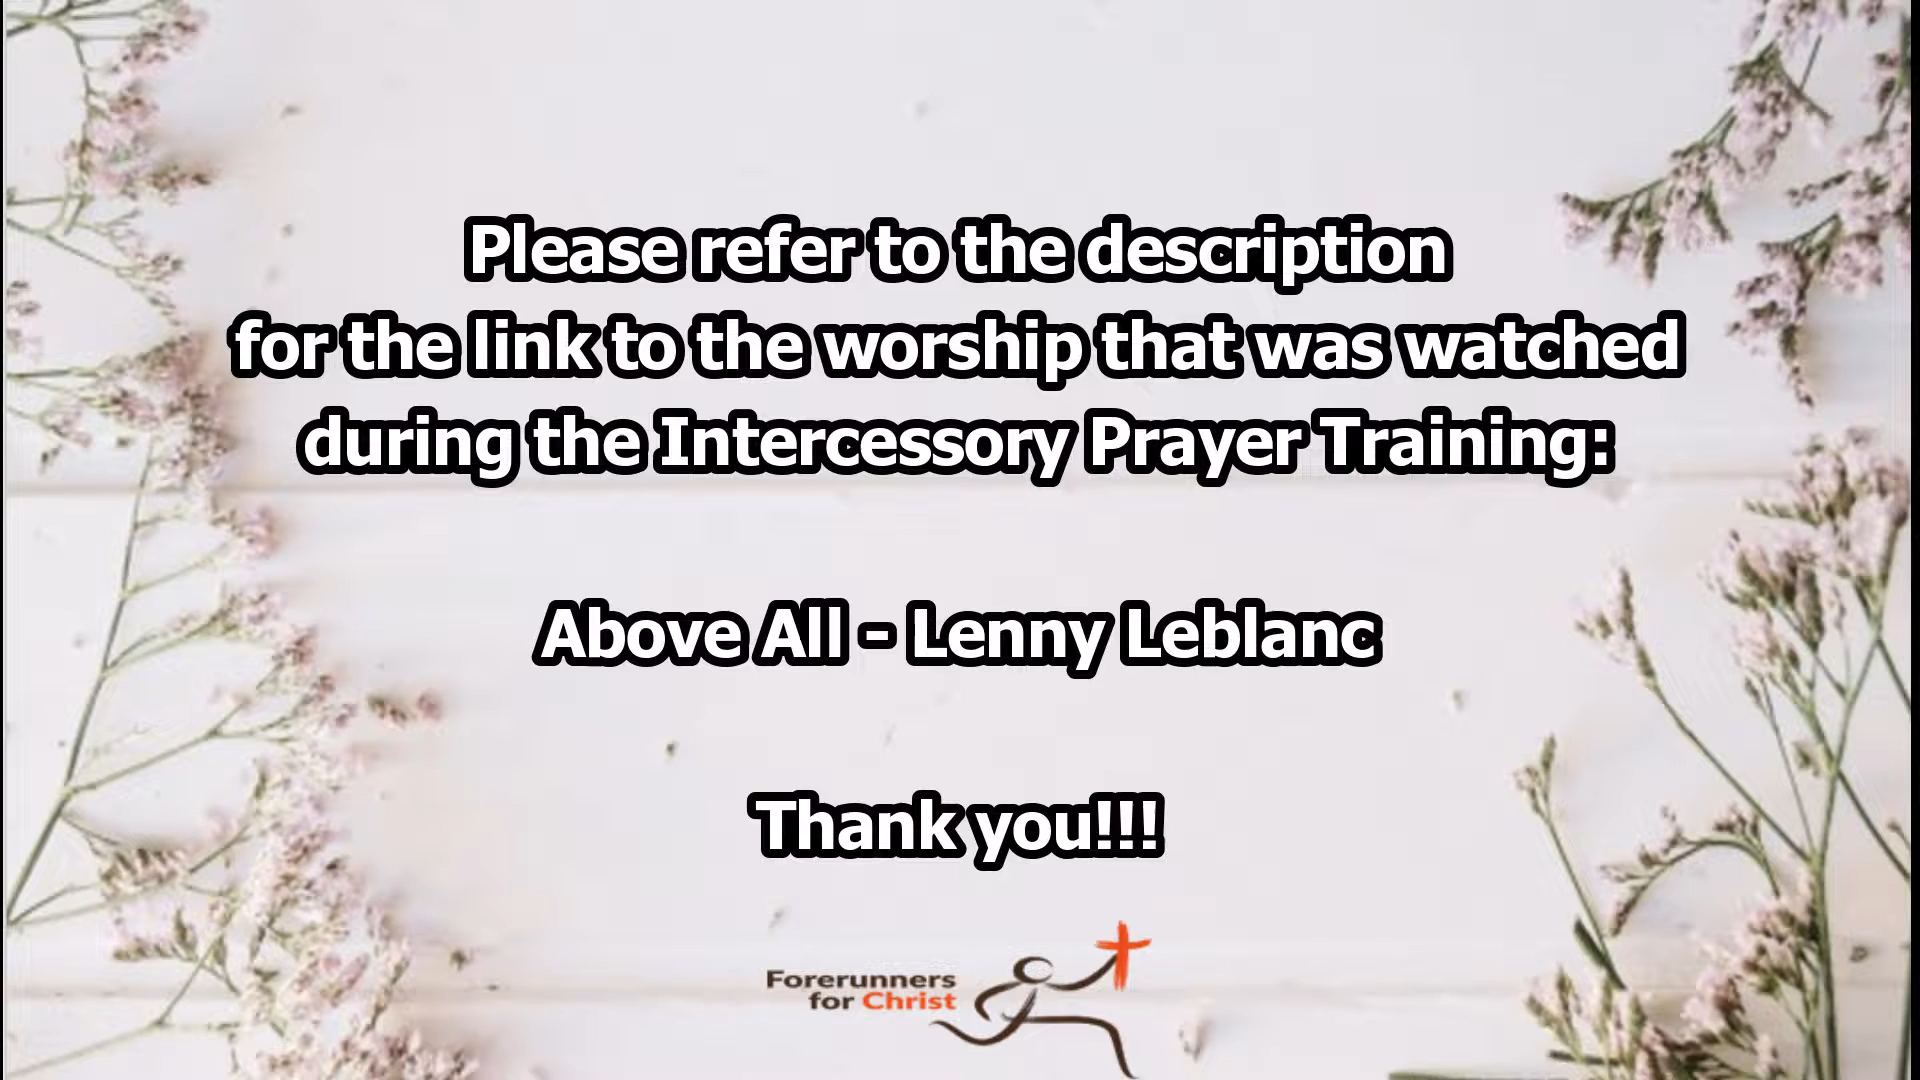 Please refer to the description
for the link to the worship that was watched
during the Intercessory Prayer Training:
Above All - Lenny Leblanc
Thank you!!!
Forerunners
for Christ